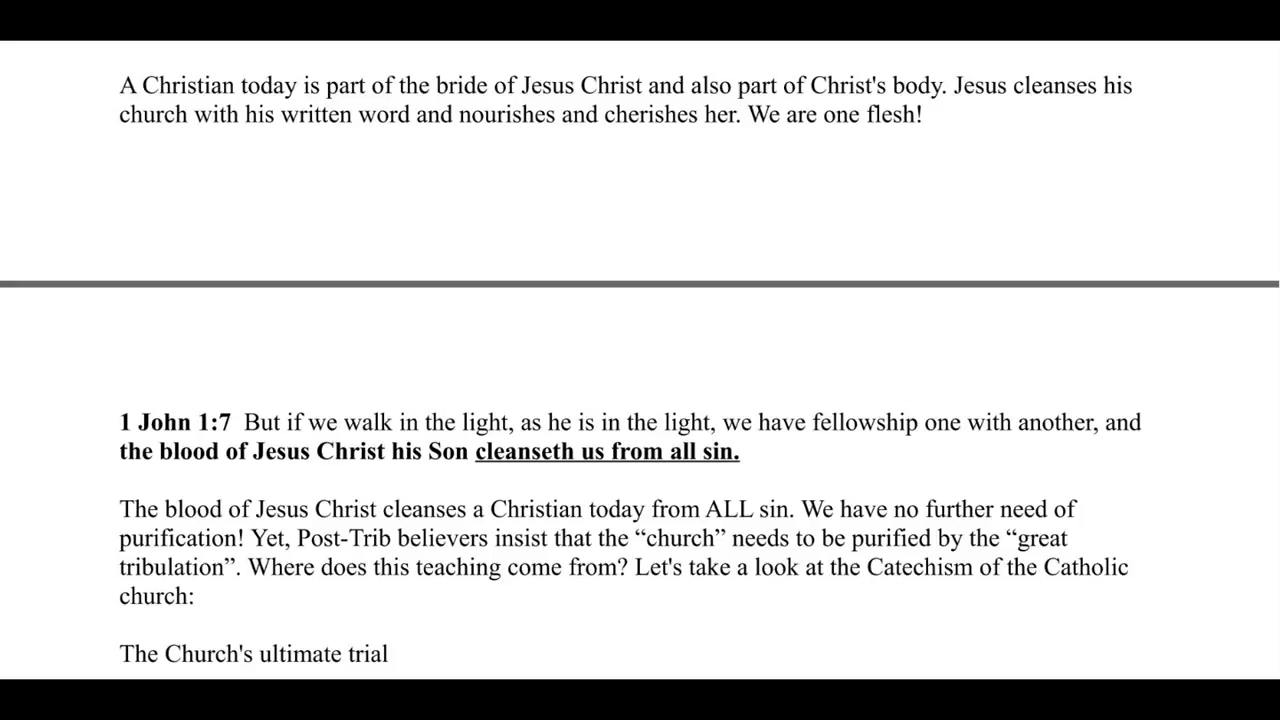 A Christian today is part of the bride of Jesus Christ and also part of Christ's body. Jesus cleanses his
church with his written word and nourishes and cherishes her. We are one flesh!
1 John 1:7  But if we walk in the light, as he is in the light, we have fellowship one with another, and
the blood of Jesus Christ his Son cleanseth us from all sin.
The blood of Jesus Christ cleanses a Christian today from ALL sin. We have no further need of
purification! Yet, Post-Trib believers insist that the “church” needs to be purified by the “great
tribulation”. Where does this teaching come from? Let's take a look at the Catechism of the Catholic
church:
The Church's ultimate trial